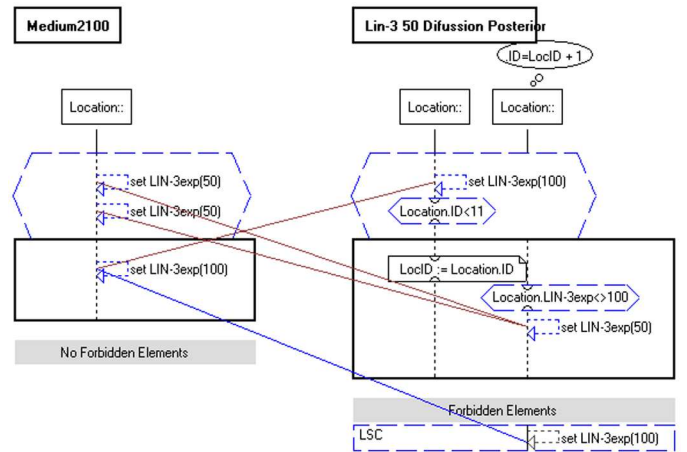 Medium2100
Location::
set LIN-3exp(50)
set LIN-3exp(50)
set LIN-3exp(100)
No Forbidden Elements
Lin-3 50 Difussion Posterior
.ID=LocID + 1
Location::
Location::
set LIN-3exp(100)
Location.ID<11
LocID := Location.ID
Location.LIN-3exp<>100
set LIN-3exp(50)
Forbidden Elements
LSC
set LIN-3exp(100)